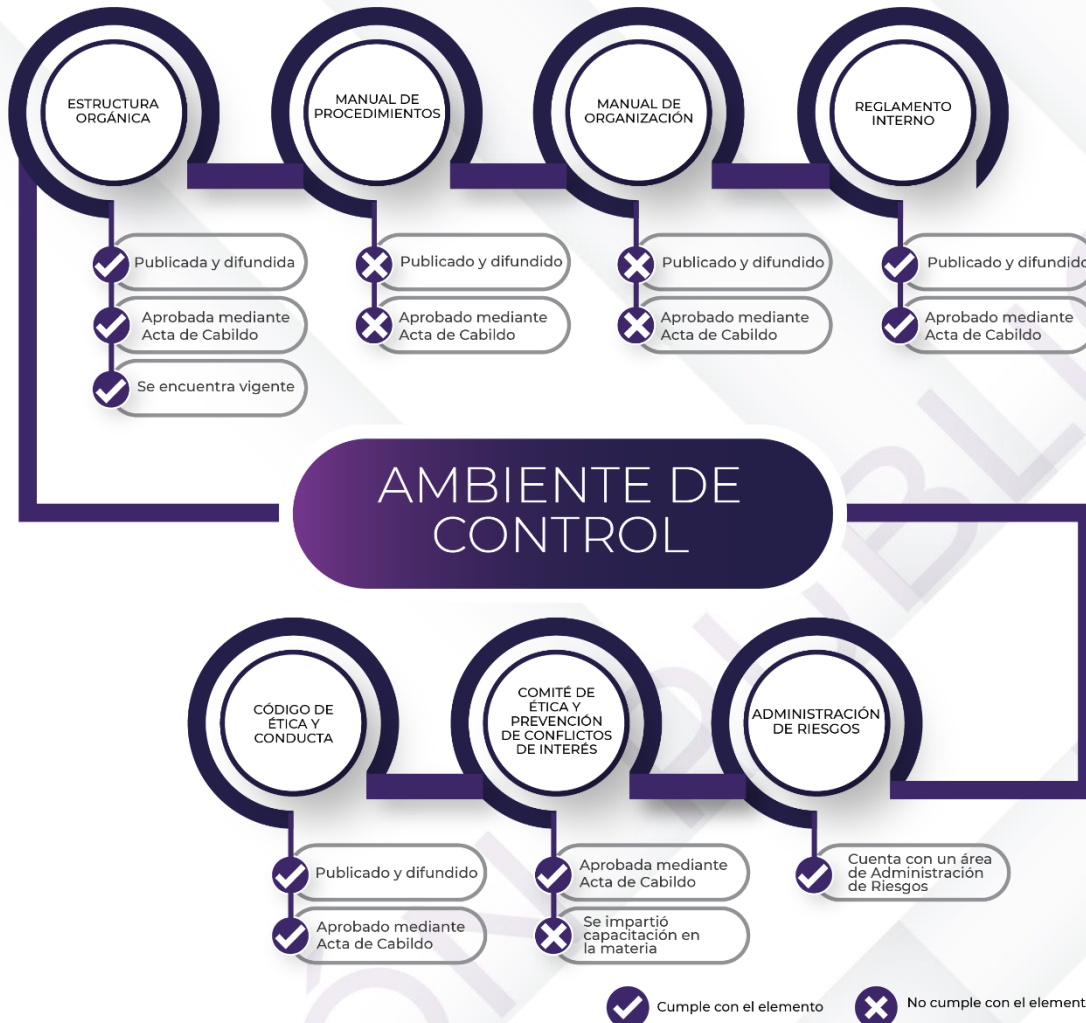 ESTRUCTURA
ORGÁNICA
Publicada y difundida
Aprobada mediante
Acta de Cabildo
Se encuentra vigente
MANUAL DE
PROCEDIMIENTOS
Publicado y difundido
Aprobado mediante
Acta de Cabildo
MANUAL DE
ORGANIZACIÓN
Publicado y difundido
Aprobado mediante
Acta de Cabildo
REGLAMENTO
INTERNO
Publicado y difundido
Aprobado mediante
Acta de Cabildo
AMBIENTE DE
CONTROL
CÓDIGO DE
ÉTICA Y
CONDUCTA
Publicado y difundido
Aprobado mediante
Acta de Cabildo
COMITÉ DE
ÉTICA Y
PREVENCIÓN
DE CONFLICTOS
DE INTERÉS
Aprobada mediante
Acta de Cabildo
Se impartió
capacitación en
la materia
ADMINISTRACIÓN
DE RIESGOS
Cuenta con un área
de Administración
de Riesgos
Cumple con el elemento
No cumple con el element